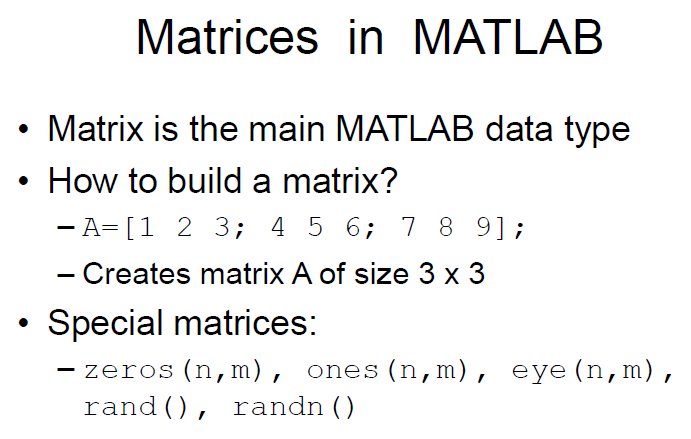 Matrices in MATLAB
• Matrix is the main MATLAB data type
• How to build a matrix?
– A=[1 2 3; 4 5 6; 7 8 9];
– Creates matrix A of size 3 x 3
• Special matrices:
– zeros(n,m), ones(n,m), eye(n,m),
rand(), randn()